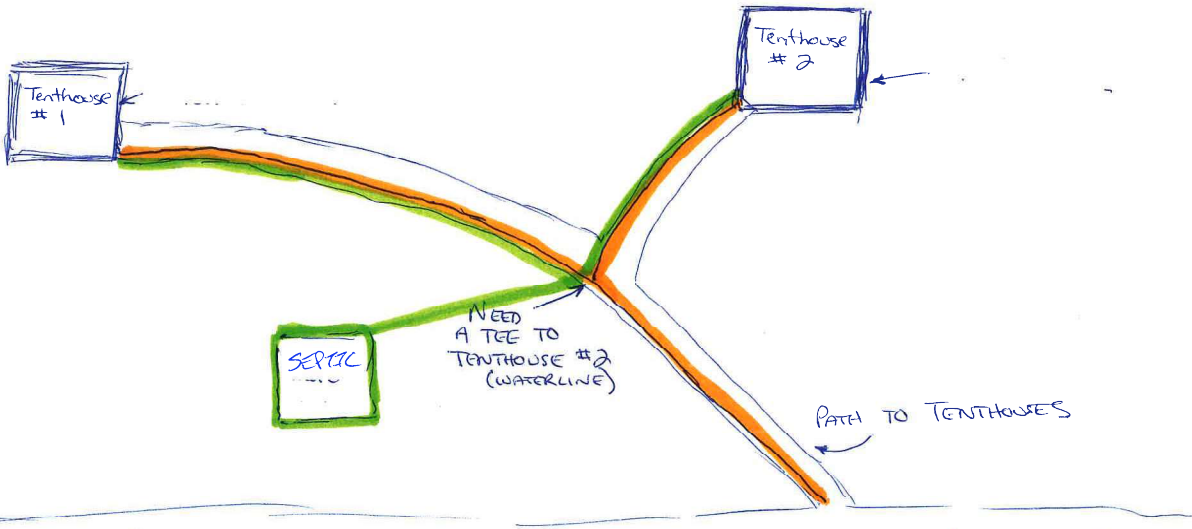 Tenthouse
# 1
Tenthouse
# 2
SEPTIC
NEED
A TEE TO
TENTHOUSE #2
(WATERLINE)
PATH TO TENTHOUSES